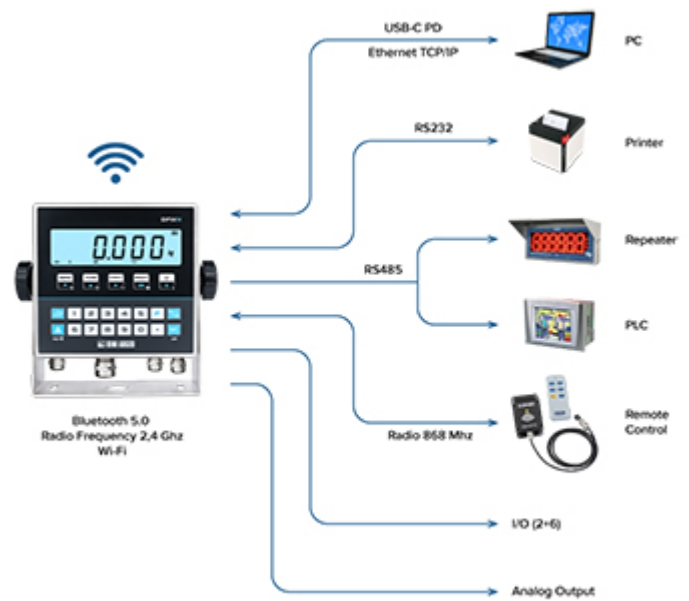 USB-C PD
Ethernet TCP/IP
PC
RS232
Printer
0.000
RS485
Repeater
PLC
Bluetooth 5.0
Radio Frequency 2,4 Ghz
Wi-Fi
Radio 868 Mhz
Remote
Control
I/O (2+6)
Analog Output